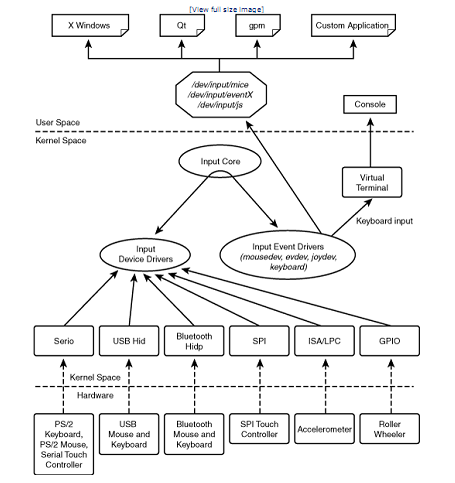 [View full size image]
X Windows
Qt
gpm
Custom Application
/dev/input/mice
/dev/input/eventX
/dev/input/js
Console
User Space
Kernel Space
Input Core
Virtual
Terminal
Keyboard input
Input
Device Drivers
Input Event Drivers
(mousedev, evdev, joydev,
keyboard)
Serio
USB Hid
Bluetooth
Hidp
SPI
ISA/LPC
GPIO
Kernel Space
Hardware
PS/2
Keyboard,
PS/2 Mouse,
Serial Touch
Controller
USB
Mouse and
Keyboard
Bluetooth
Mouse and
Keyboard
SPI Touch
Controller
Accelerometer
Roller
Wheeler